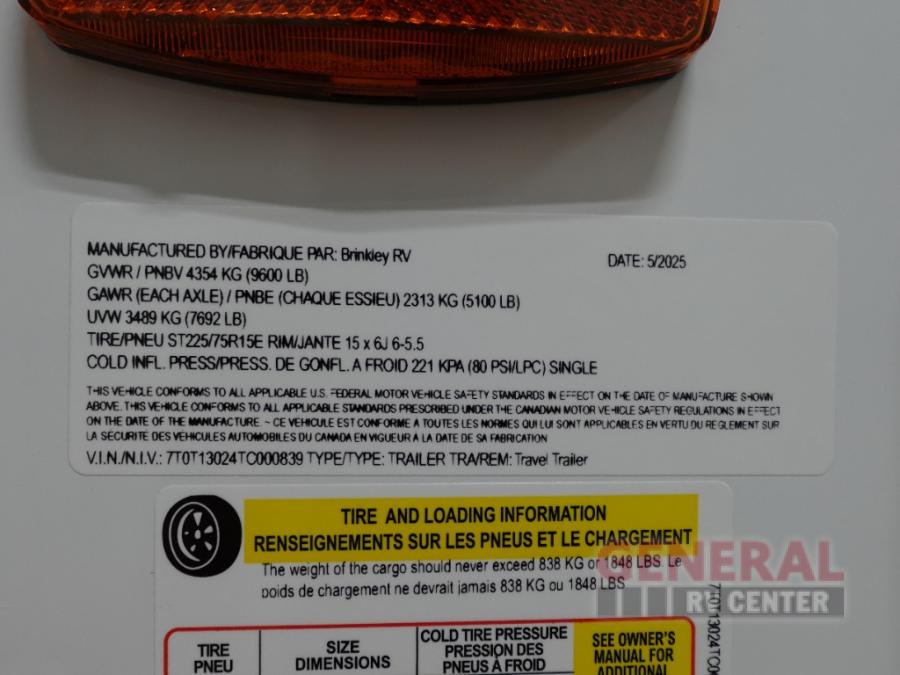 MANUFACTURED BY/FABRIQUE PAR: Brinkley RV
DATE: 5/2025
GVWR / PNBV 4354 KG (9600 LB)
GAWR (EACH AXLE) / PNBE (CHAQUE ESSIEU) 2313 KG (5100 LB)
UVW 3489 KG (7692 LB)
TIRE/PNEU ST225/75R15E RIM/JANTE 15 x 6J 6-5.5
COLD INFL. PRESS/PRESS. DE GONFL. A FROID 221 KPA (80 PSI/LPC) SINGLE
THIS VEHICLE CONFORMS TO ALL APPLICABLE U.S. FEDERAL MOTOR VEHICLE SAFETY STANDARDS IN EFFECT ON THE DATE OF MANUFACTURE SHOWN
ABOVE. THIS VEHICLE CONFORMS TO ALL APPLICABLE STANDARDS PRESCRIBED UNDER THE CANADIAN MOTOR VEHICLE SAFETY REGULATIONS IN EFFECT
ON THE DATE OF THE MANUFACTURE. ~ CE VEHICULE EST CONFORME A TOUTES LES NORMES QUI LUI SONT APPLICABLES EN VERTU DU REGLEMENT SUR
LA SECURITE DES VEHICULES AUTOMOBILES DU CANADA EN VIGUEUR A LA DATE DE SA FABRICATION
V.I.N./N.I.V.: 7T0T13024TC000839 TYPE/TYPE: TRAILER TRA/REM: Travel Trailer
TIRE AND LOADING INFORMATION
RENSEIGNEMENTS SUR LES PNEUS ET LE CHARGEMENT
The weight of the cargo should never exceed 838 KG or 1848 LBS. Le
poids de chargement ne devrait jamais 838 KG ou 1848 LBS
GENERAL
RV CENTER
7T0T13024TC00
TIRE
PNEU
SIZE
DIMENSIONS
COLD TIRE PRESSURE
PRESSION DES
PNEUS À FROID
SEE OWNER'S
MANUAL FOR
ADDITIONAL